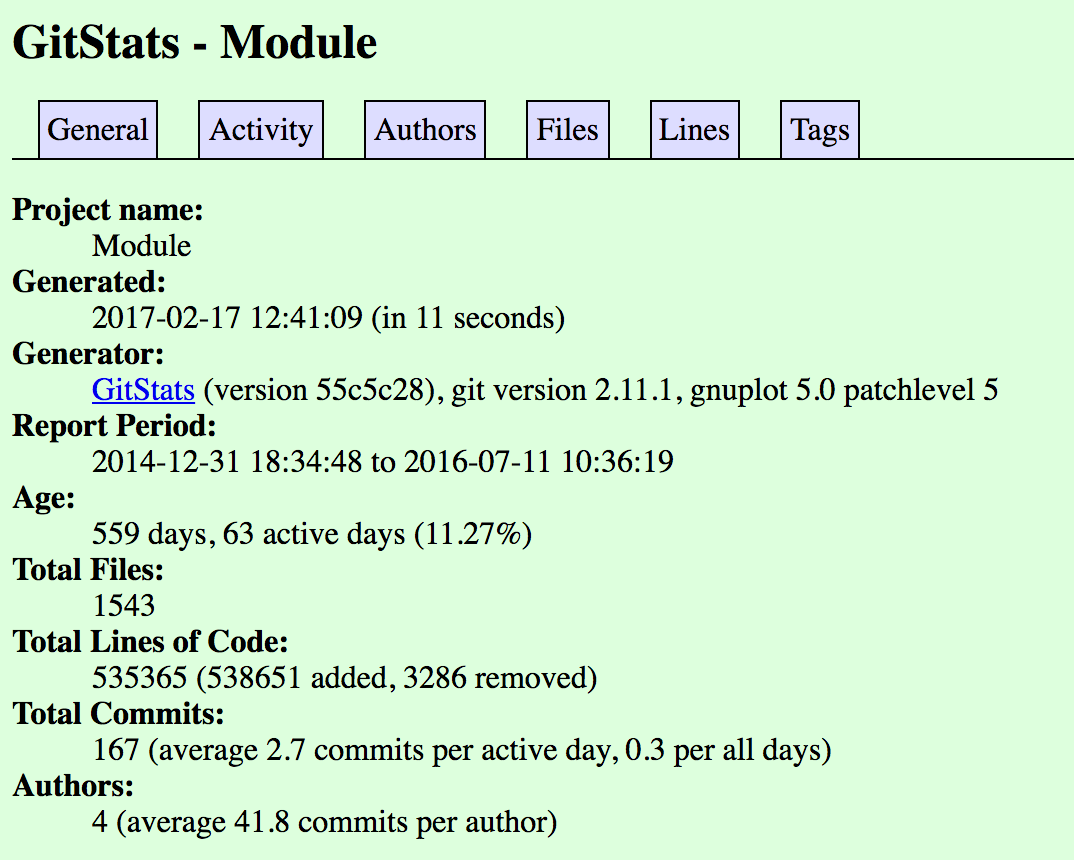 GitStats - Module
General Activity Authors Files Lines Tags
Project name:
Module
Generated:
2017-02-17 12:41:09 (in 11 seconds)
Generator:
GitStats (version 55c5c28), git version 2.11.1, gnuplot 5.0 patchlevel 5
Report Period:
2014-12-31 18:34:48 to 2016-07-11 10:36:19
Age:
559 days, 63 active days (11.27%)
Total Files:
1543
Total Lines of Code:
535365 (538651 added, 3286 removed)
Total Commits:
167 (average 2.7 commits per active day, 0.3 per all days)
Authors:
4 (average 41.8 commits per author)